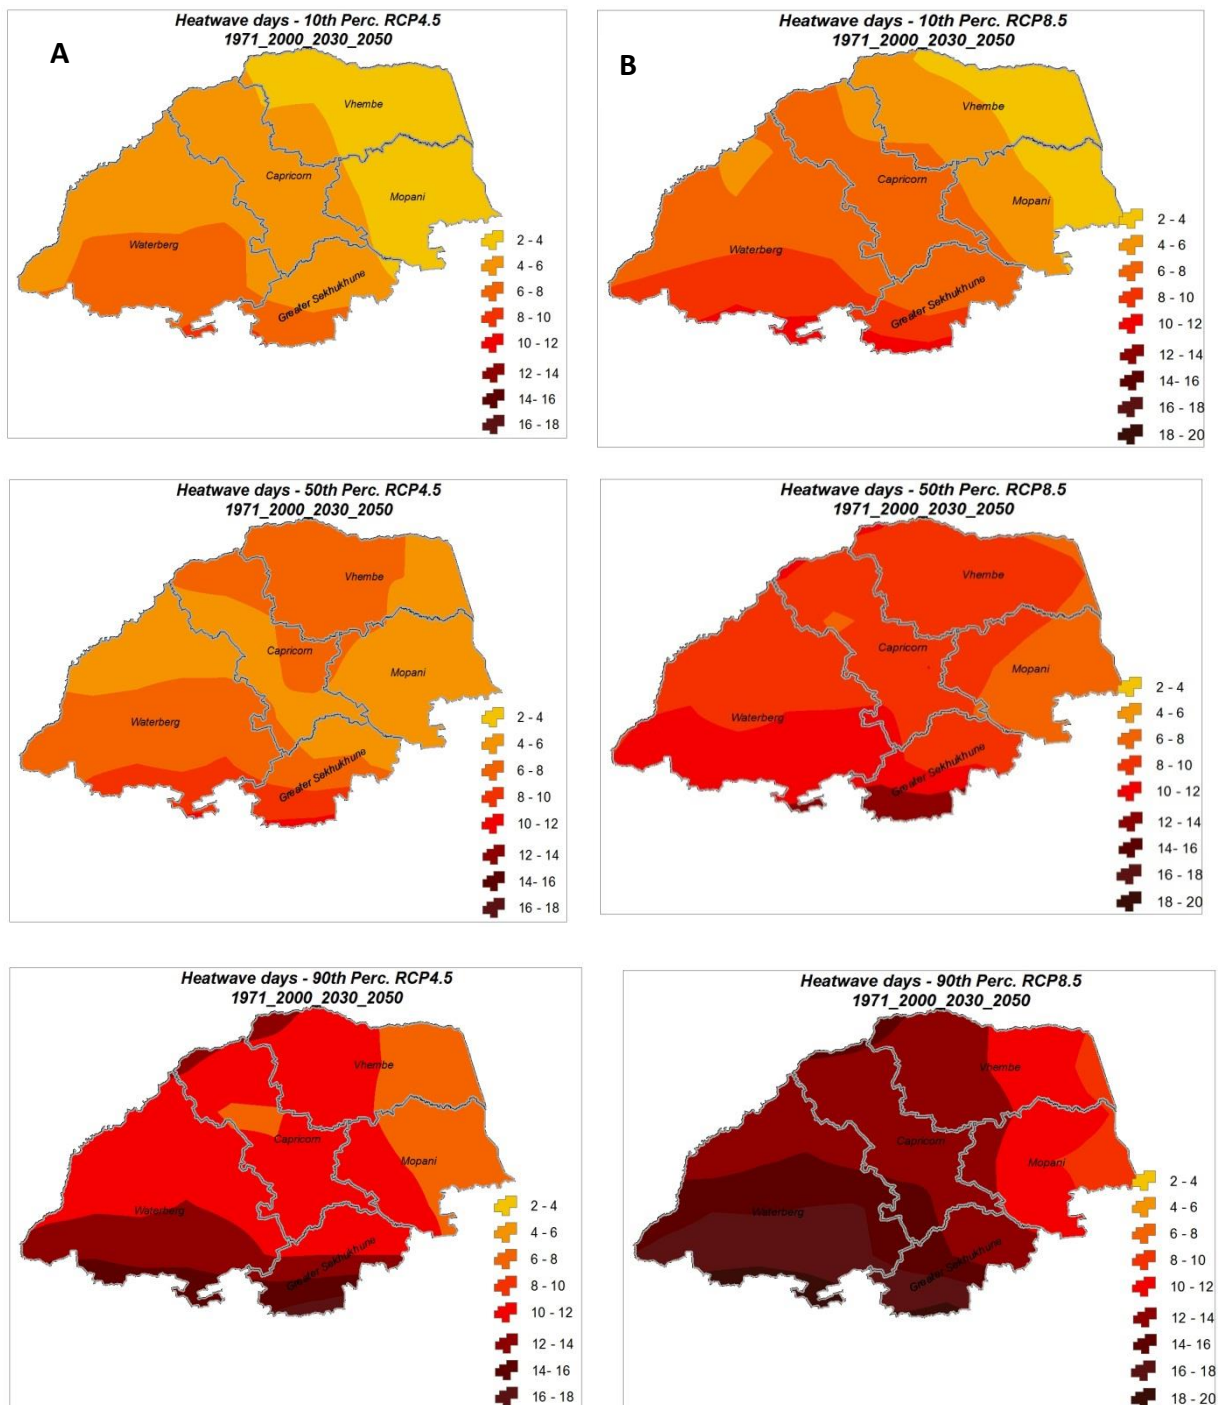 Heatwave days - 10th Perc. RCP4.5
1971_2000_2030_2050
A
Vhembe
Capricorn
Mopani
Waterberg
Greater Sekhukhune
2 - 4
4 - 6
6 - 8
8 - 10
10 - 12
12 - 14
14- 16
16 - 18
Heatwave days - 10th Perc. RCP8.5
1971_2000_2030_2050
B
Vhembe
Capricorn
Mopani
Waterberg
Greater Sekhukhune
2 - 4
4 - 6
6 - 8
8 - 10
10 - 12
12 - 14
14- 16
16 - 18
18 - 20
Heatwave days - 50th Perc. RCP4.5
1971_2000_2030_2050
Vhembe
Capricorn
Mopani
Waterberg
Greater Sekhukhune
2 - 4
4 - 6
6 - 8
8 - 10
10 - 12
12 - 14
14- 16
16 - 18
Heatwave days - 50th Perc. RCP8.5
1971_2000_2030_2050
Vhembe
Capricorn
Mopani
Waterberg
Greater Sekhukhune
2 - 4
4 - 6
6 - 8
8 - 10
10 - 12
12 - 14
14- 16
16 - 18
18 - 20
Heatwave days - 90th Perc. RCP4.5
1971_2000_2030_2050
Vhembe
Capricorn
Mopani
Waterberg
Greater Sekhukhune
2 - 4
4 - 6
6 - 8
8 - 10
10 - 12
12 - 14
14- 16
16 - 18
Heatwave days - 90th Perc. RCP8.5
1971_2000_2030_2050
Vhembe
Capricorn
Mopani
Waterberg
Greater Sekhukhune
2 - 4
4 - 6
6 - 8
8 - 10
10 - 12
12 - 14
14- 16
16 - 18
18 - 20